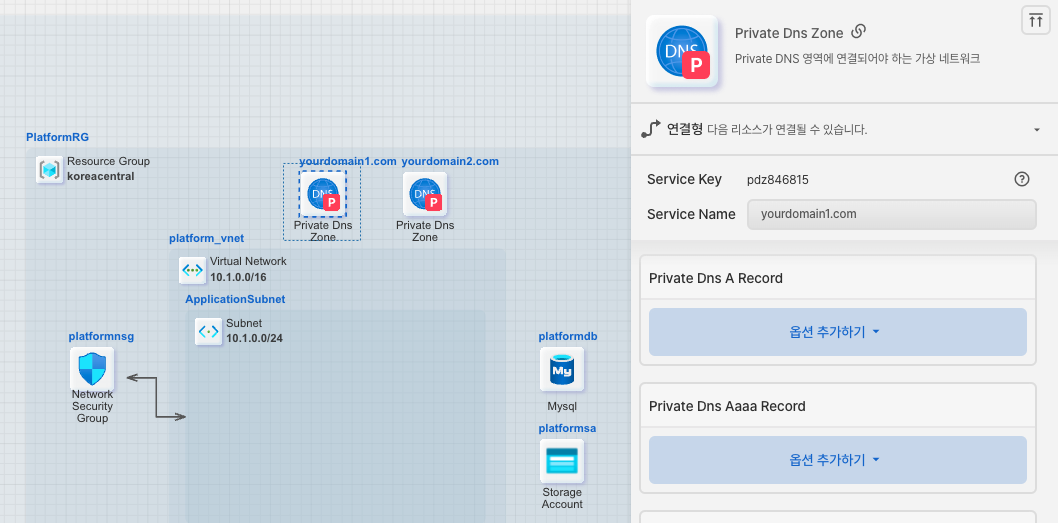 PlatformRG
Resource Group
koreacentral
yourdomain1.com yourdomain2.com
DNS
P
DNS
P
Private Dns
Zone
Private Dns
Zone
platform_vnet
Virtual Network
10.1.0.0/16
ApplicationSubnet
Subnet
10.1.0.0/24
platformnsg
Network
Security
Group
platformdb
My
Mysql
platformsa
Storage
Account
DNS
P
Private Dns Zone
Private DNS 영역에 연결되어야 하는 가상 네트워크
연결형 다음 리소스가 연결될 수 있습니다.
Service Key pdz846815
Service Name yourdomain1.com
Private Dns A Record
옵션 추가하기
Private Dns Aaaa Record
옵션 추가하기